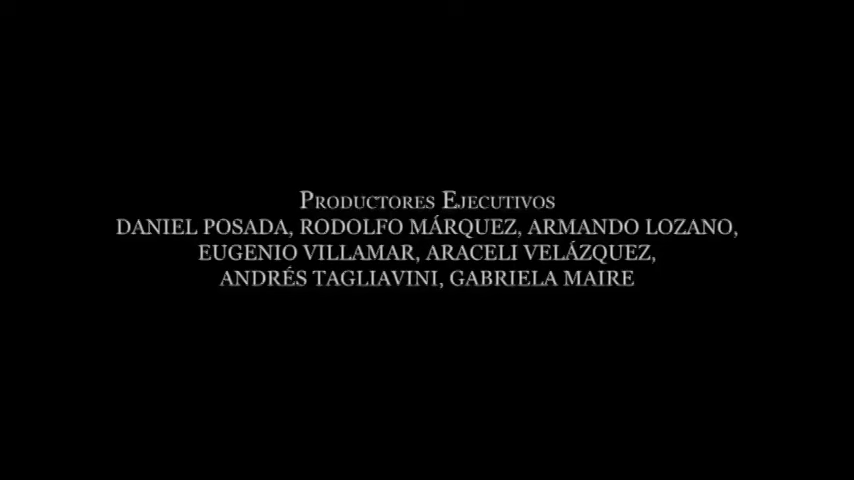 PRODUCTORES EJECUTIVOS
DANIEL POSADA, RODOLFO MÁRQUEZ, ARMANDO LOZANO,
EUGENIO VILLAMAR, ARACELI VELÁZQUEZ,
ANDRÉS TAGLIAVINI, GABRIELA MAIRE